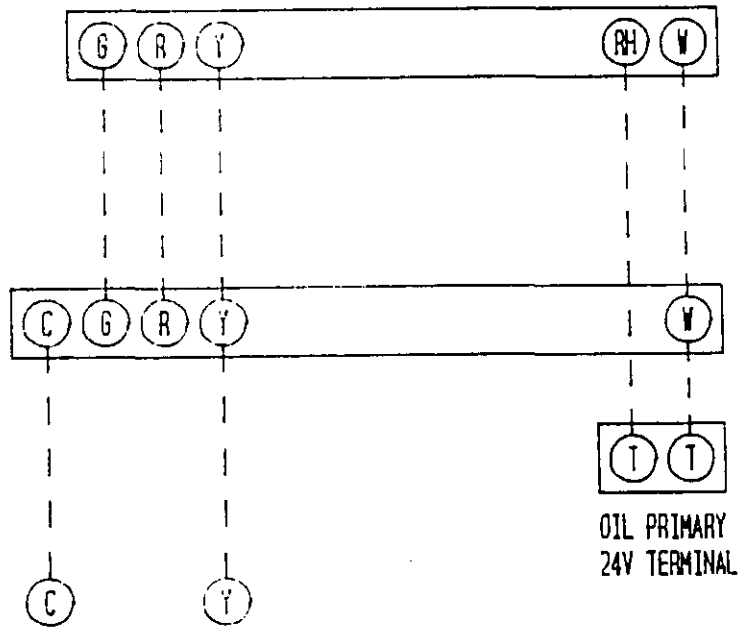 G R Y RH W
C G R Y W
T T
OIL PRIMARY
24V TERMINAL
C Y